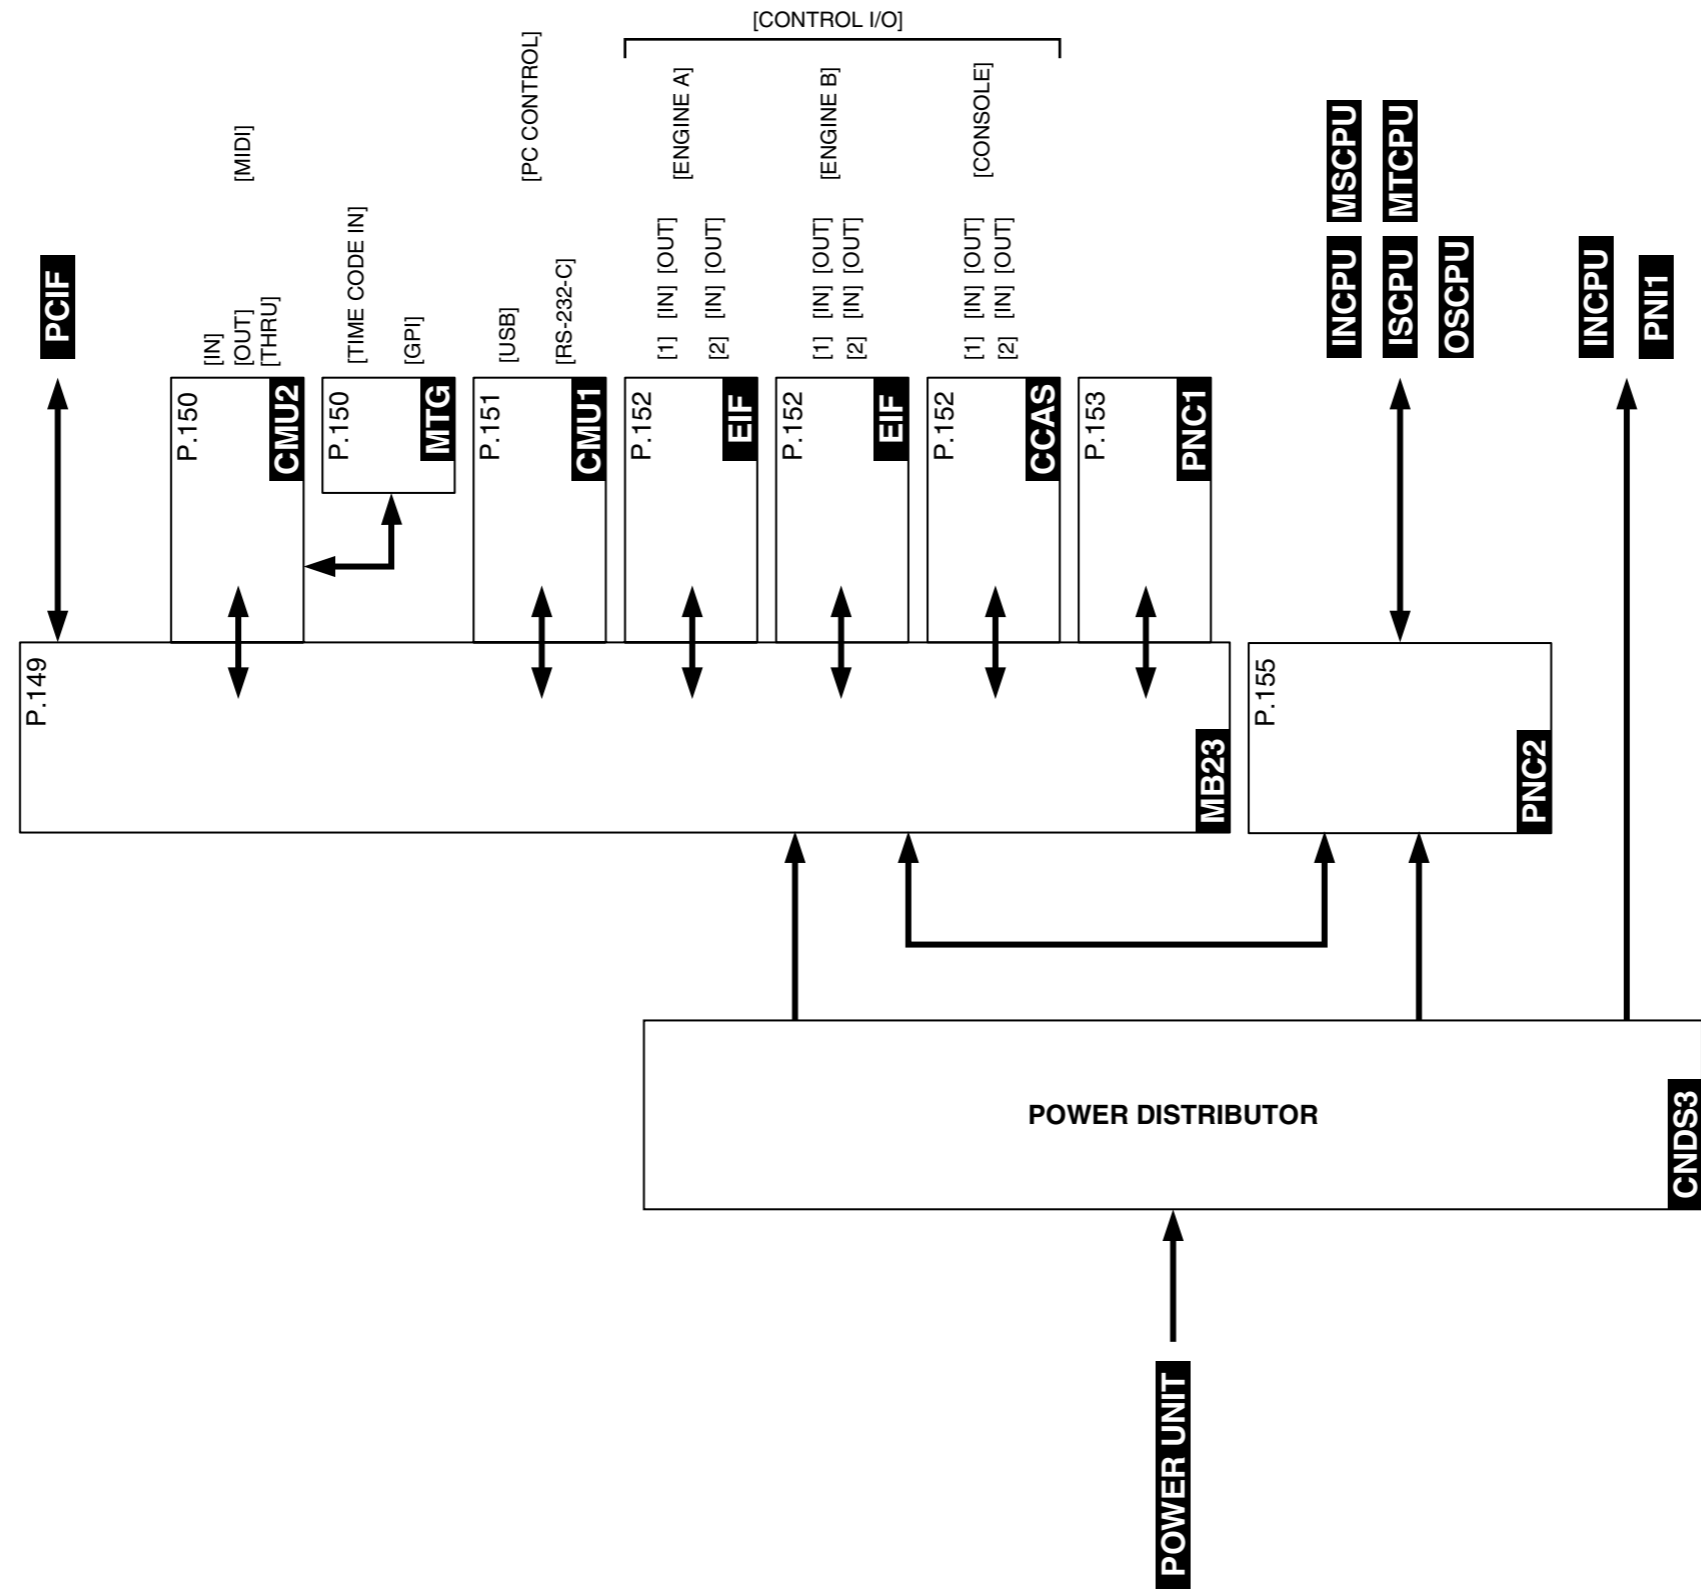 [CONTROL I/O]
PCIF
[IN]
[OUT]
[THRU]
[MIDI]
[TIME CODE IN]
[GPI]
[USB]
[RS-232-C]
[PC CONTROL]
[1] [IN] [OUT]
[2] [IN] [OUT]
[ENGINE A]
[1] [IN] [OUT]
[2] [IN] [OUT]
[ENGINE B]
[1] [IN] [OUT]
[2] [IN] [OUT]
[CONSOLE]
INCPU MSCPU
ISCPU MTCPU
OSCPU
INCPU
PNI1
P.150
CMU2
P.150
MTG
P.151
CMU1
P.152
EIF
P.152
EIF
P.152
CCAS
P.153
PNC1
P.149
MB23
P.155
PNC2
POWER DISTRIBUTOR
CNDS3
POWER UNIT